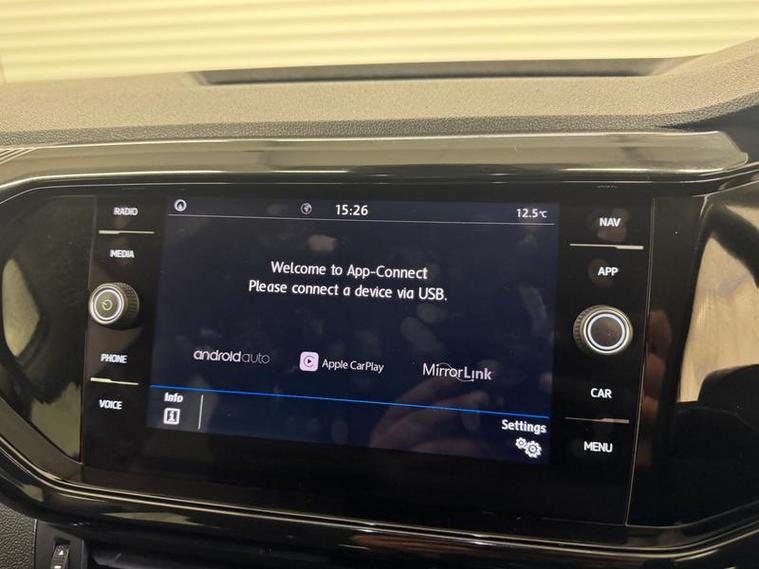 RADIO
MEDIA
PHONE
VOICE
15:26
12.5°C
Welcome to App-Connect
Please connect a device via USB.
androidauto
Apple CarPlay
MirrorLink
Info
Settings
NAV
APP
CAR
MENU